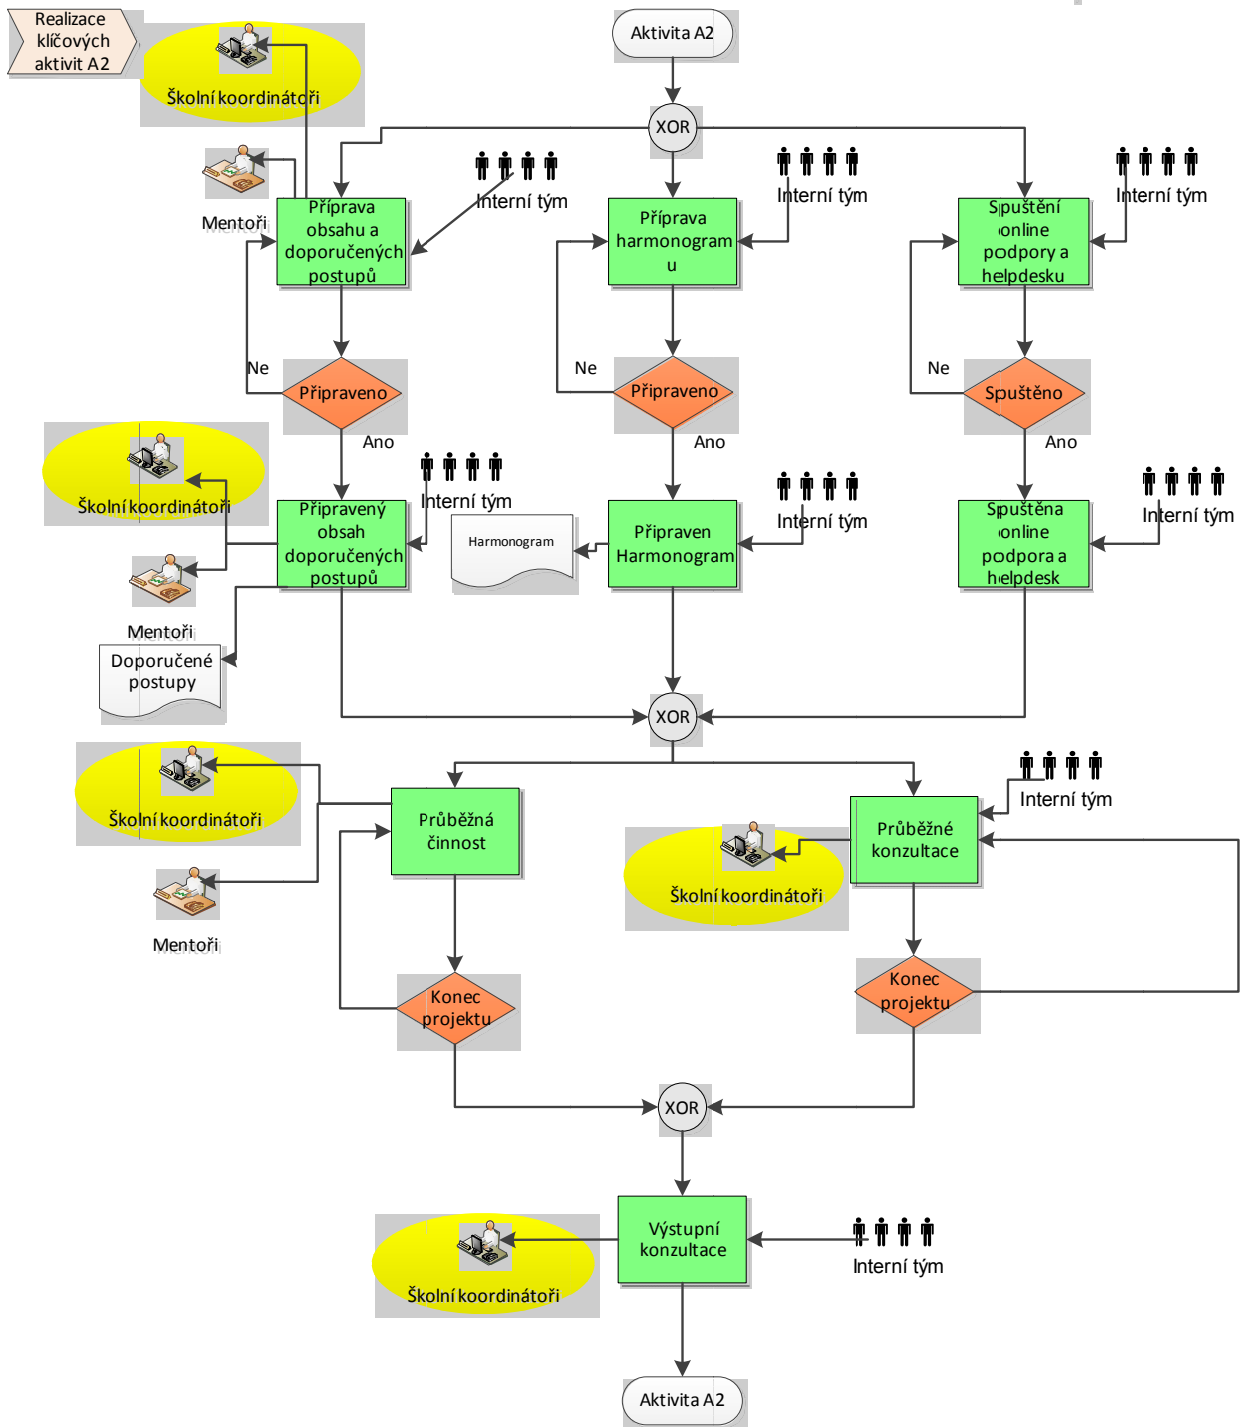 Realizace
klíčových
aktivit A2
Školní koordinátoři
Aktivita A2
XOR
Mentoři
Interní tým
Interní tým
Interní tým
Příprava
obsahu a
doporučených
postupů
Příprava
harmonogram
u
Spuštění
online
podpory a
helpdesku
Ne
Ne
Ne
Připraveno
Připraveno
Spuštěno
Ano
Ano
Ano
Školní koordinátoři
Interní tým
Interní tým
Interní tým
Připravený
obsah
doporučených
postupů
Harmonogram
Připraven
Harmonogram
Spuštěna
online
podpora a
helpdesk
Mentoři
Doporučené
postupy
XOR
Školní koordinátoři
Průběžná
činnost
Interní tým
Průběžné
konzultace
Školní koordinátoři
Mentoři
Konec
projektu
Konec
projektu
XOR
Výstupní
konzultace
Školní koordinátoři
Interní tým
Aktivita A2